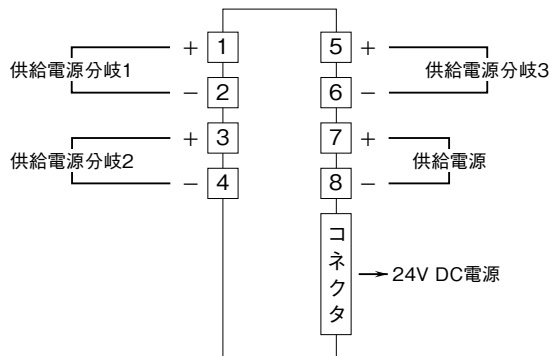 + 1
供給電源分岐1
− 2
+ 3
供給電源分岐2
− 4
5 +
供給電源分岐3
6 −
7 +
供給電源
8 −
コネクタ
24V DC電源